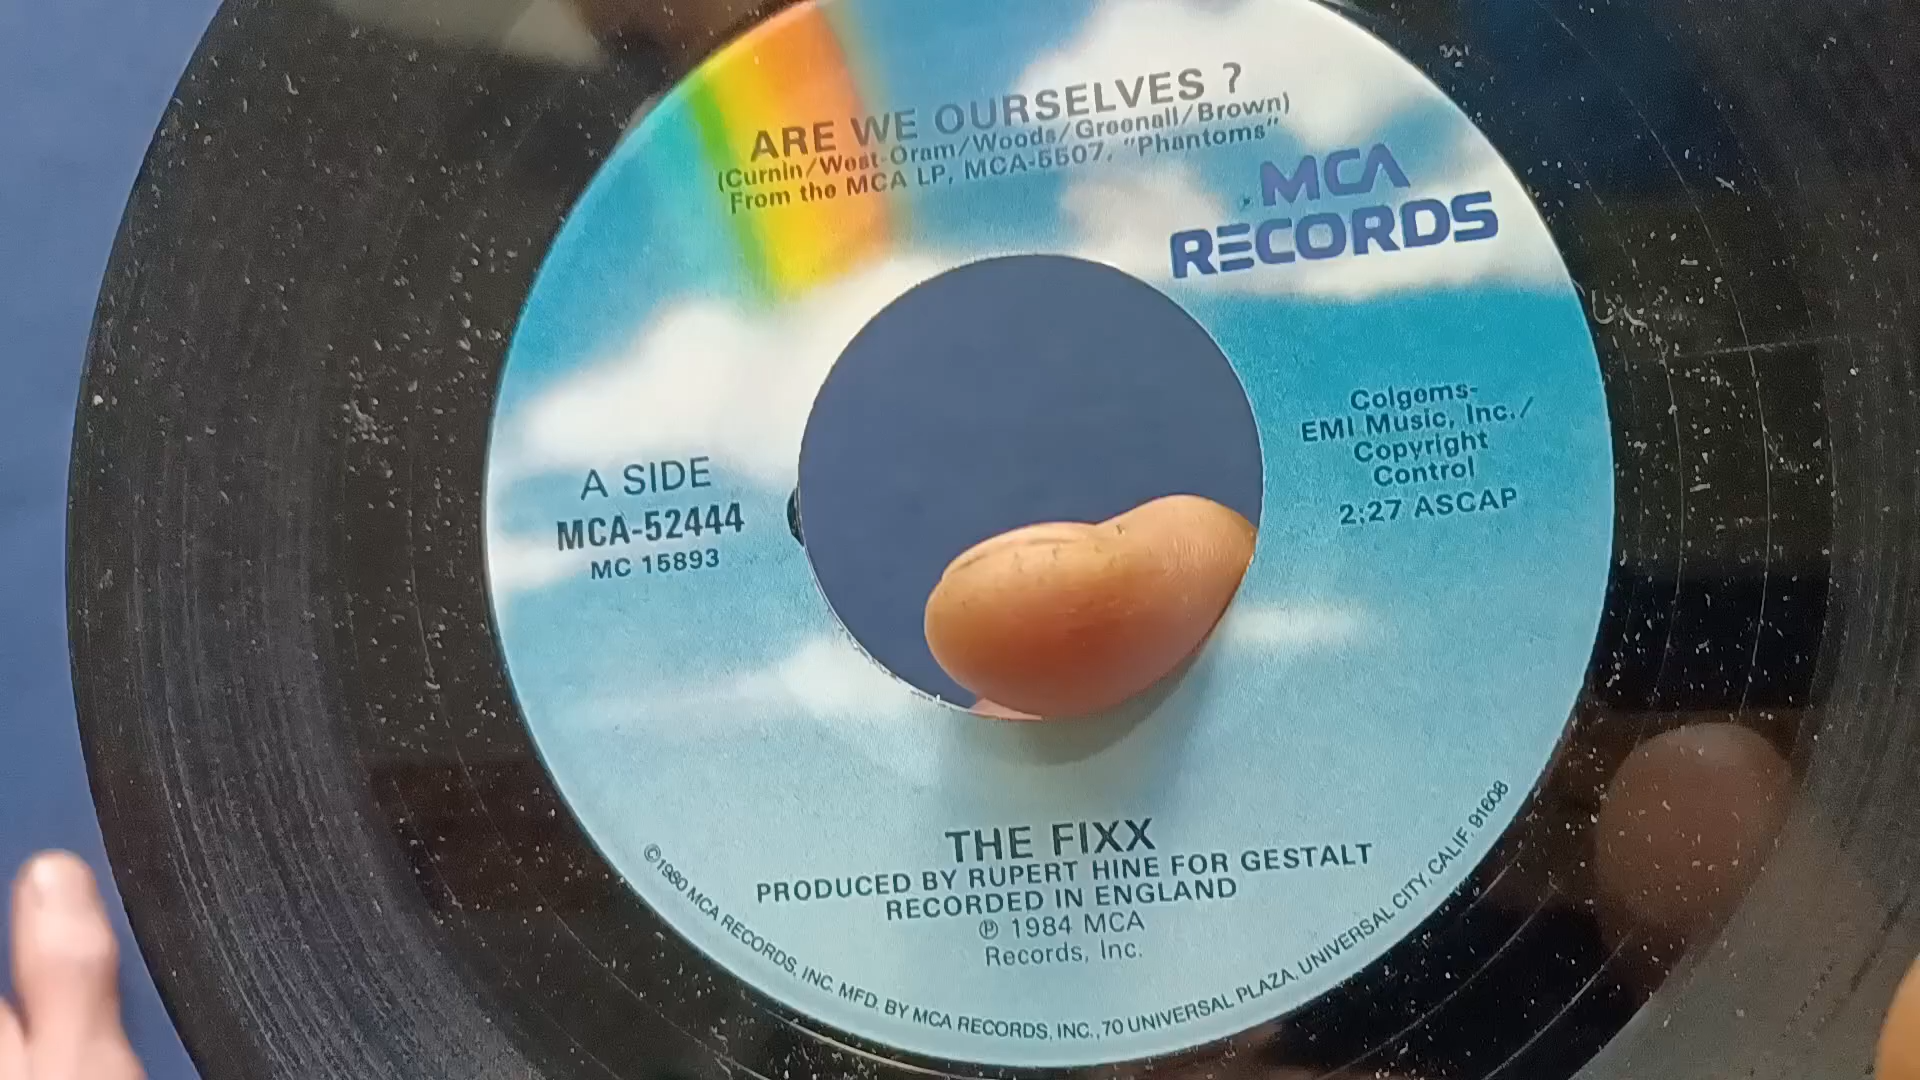 ARE WE OURSELVES ?
(Curnin/West-Oram/Woods/Greenall/Brown)
From the MCA LP, MCA-5507, "Phantoms"
MCA
RECORDS
Colgems-
EMI Music, Inc./
Copyright
Control
2:27 ASCAP
A SIDE
MCA-52444
MC 15893
THE FIXX
PRODUCED BY RUPERT HINE FOR GESTALT
RECORDED IN ENGLAND
℗ 1984 MCA
Records, Inc.
©1980 MCA RECORDS, INC. MFD. BY MCA RECORDS, INC., 70 UNIVERSAL PLAZA, UNIVERSAL CITY, CALIF. 91608